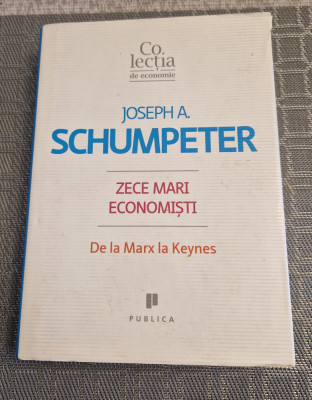 Co.
lecția
de economie
JOSEPH A.
SCHUMPETER
ZECE MARI
ECONOMIȘTI
De la Marx la Keynes
PUBLICA